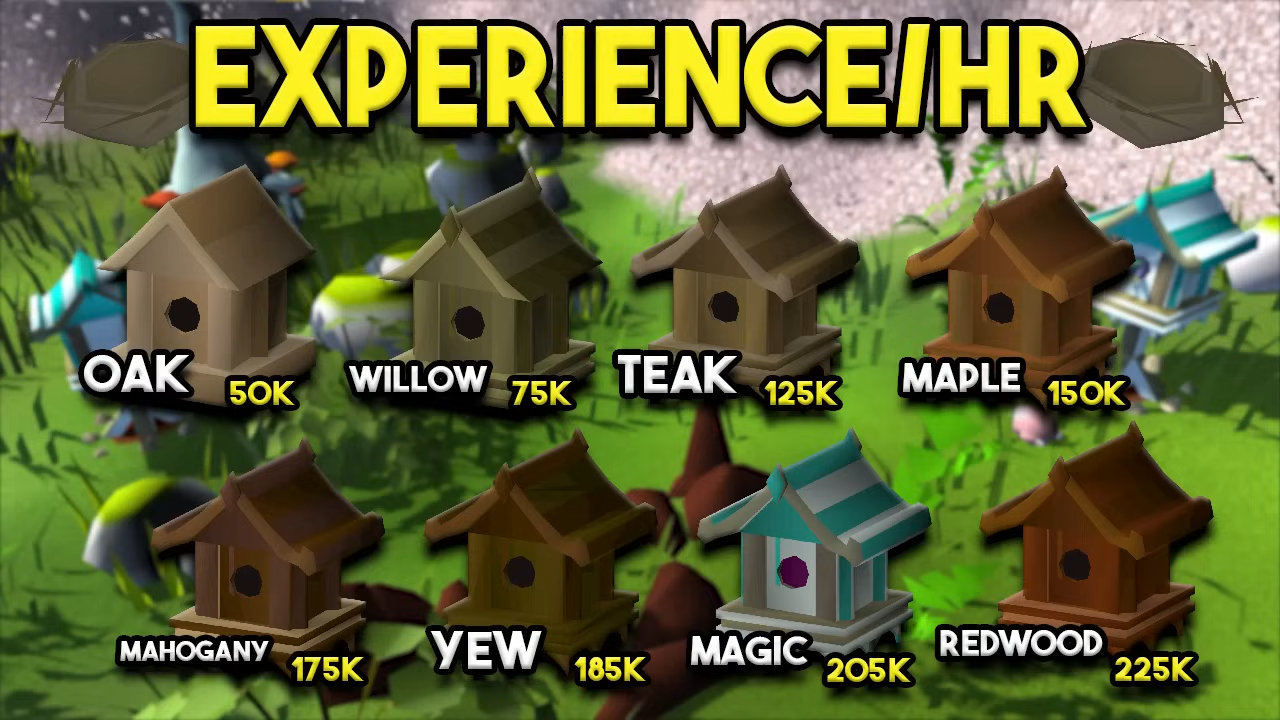 EXPERIENCE/HR
OAK 50K
WILLOW 75K
TEAK 125K
MAPLE 150K
MAHOGANY 175K
YEW 185K
MAGIC 205K
REDWOOD 225K